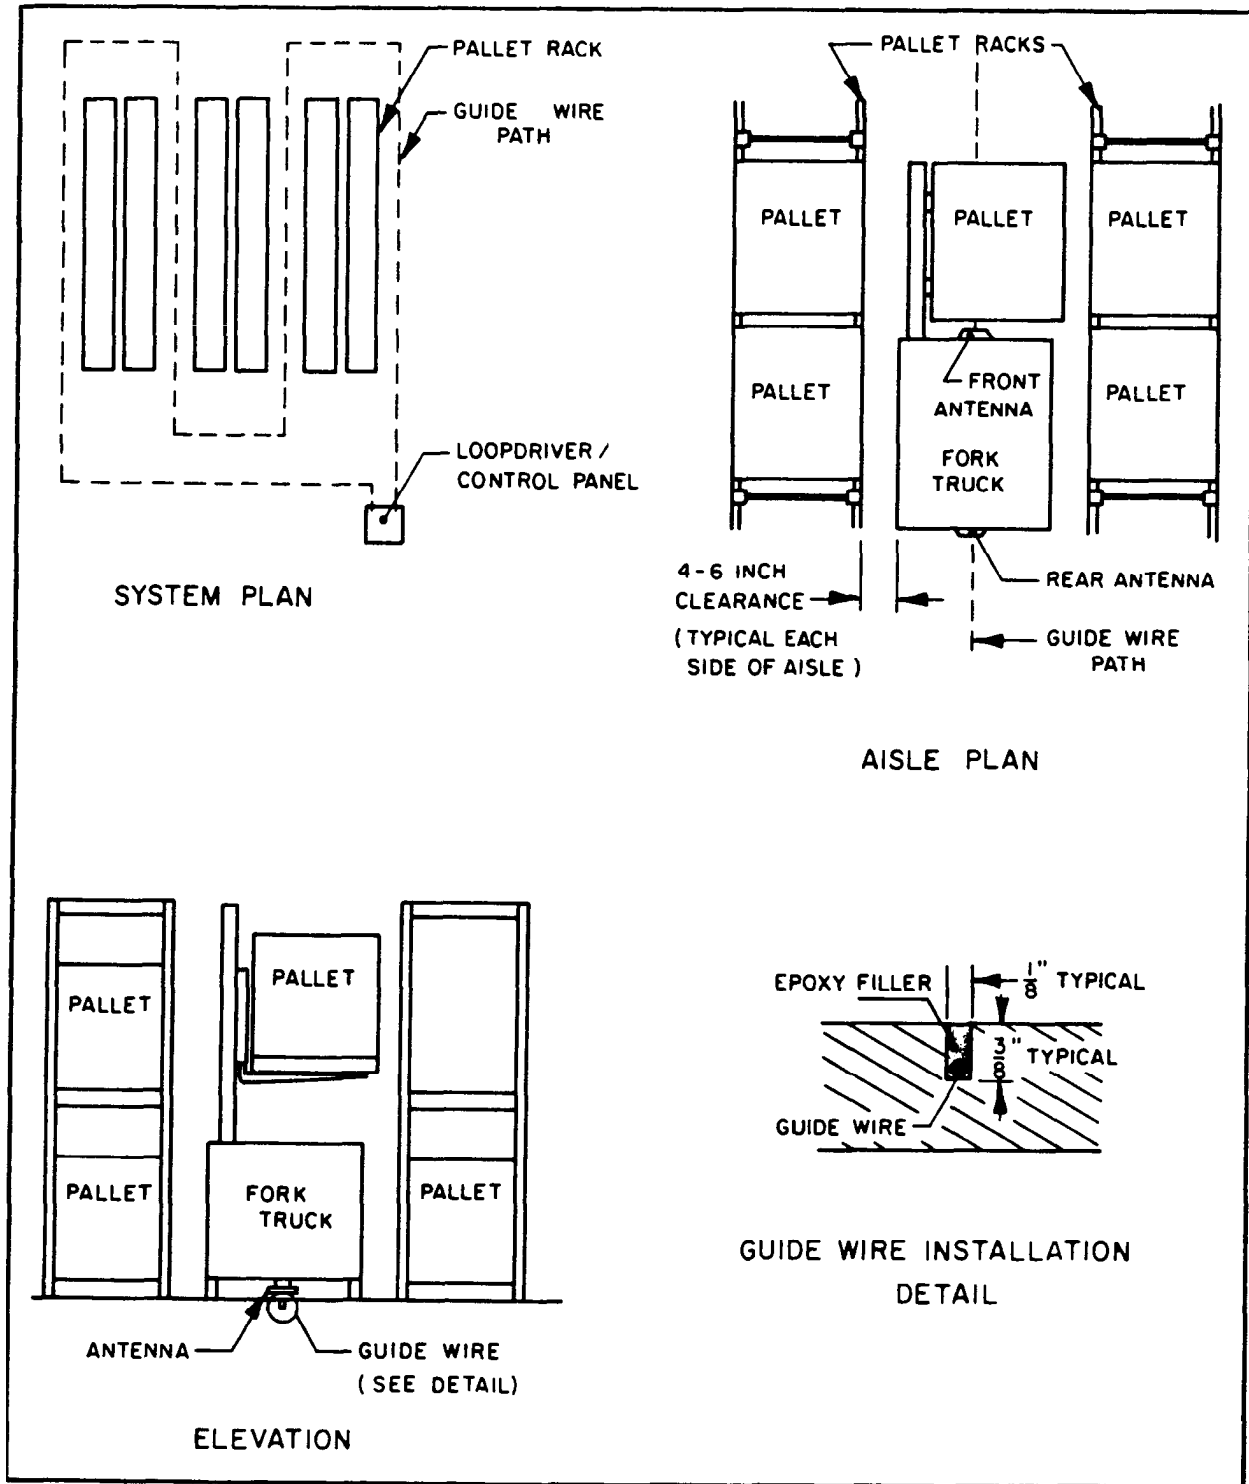 PALLET RACK
GUIDE WIRE
PATH
LOOPDRIVER /
CONTROL PANEL
SYSTEM PLAN
PALLET RACKS
PALLET
PALLET
PALLET
PALLET
PALLET
FRONT
ANTENNA
FORK
TRUCK
4-6 INCH
CLEARANCE
(TYPICAL EACH
SIDE OF AISLE)
REAR ANTENNA
GUIDE WIRE
PATH
AISLE PLAN
PALLET
PALLET
PALLET
FORK
TRUCK
PALLET
ANTENNA
GUIDE WIRE
(SEE DETAIL)
ELEVATION
EPOXY FILLER
1/8" TYPICAL
3/8" TYPICAL
GUIDE WIRE
GUIDE WIRE INSTALLATION
DETAIL